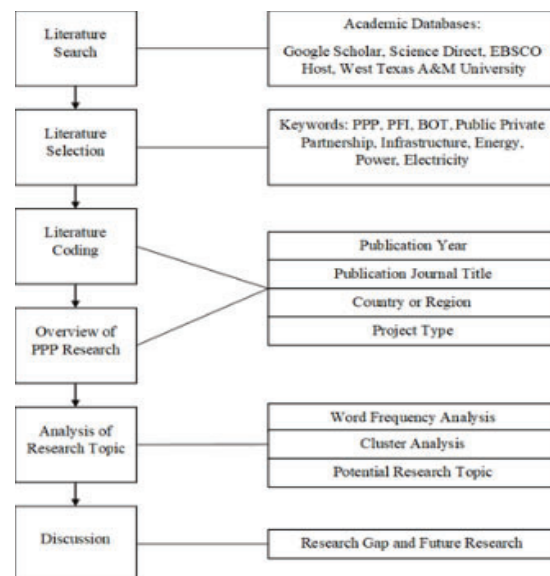 Literature
Search
Academic Databases:
Google Scholar, Science Direct, EBSCO
Host, West Texas A&M University
Literature
Selection
Keywords: PPP, PFI, BOT, Public Private
Partnership, Infrastructure, Energy,
Power, Electricity
Literature
Coding
Overview of
PPP Research
Publication Year
Publication Journal Title
Country or Region
Project Type
Analysis of
Research Topic
Word Frequency Analysis
Cluster Analysis
Potential Research Topic
Discussion
Research Gap and Future Research